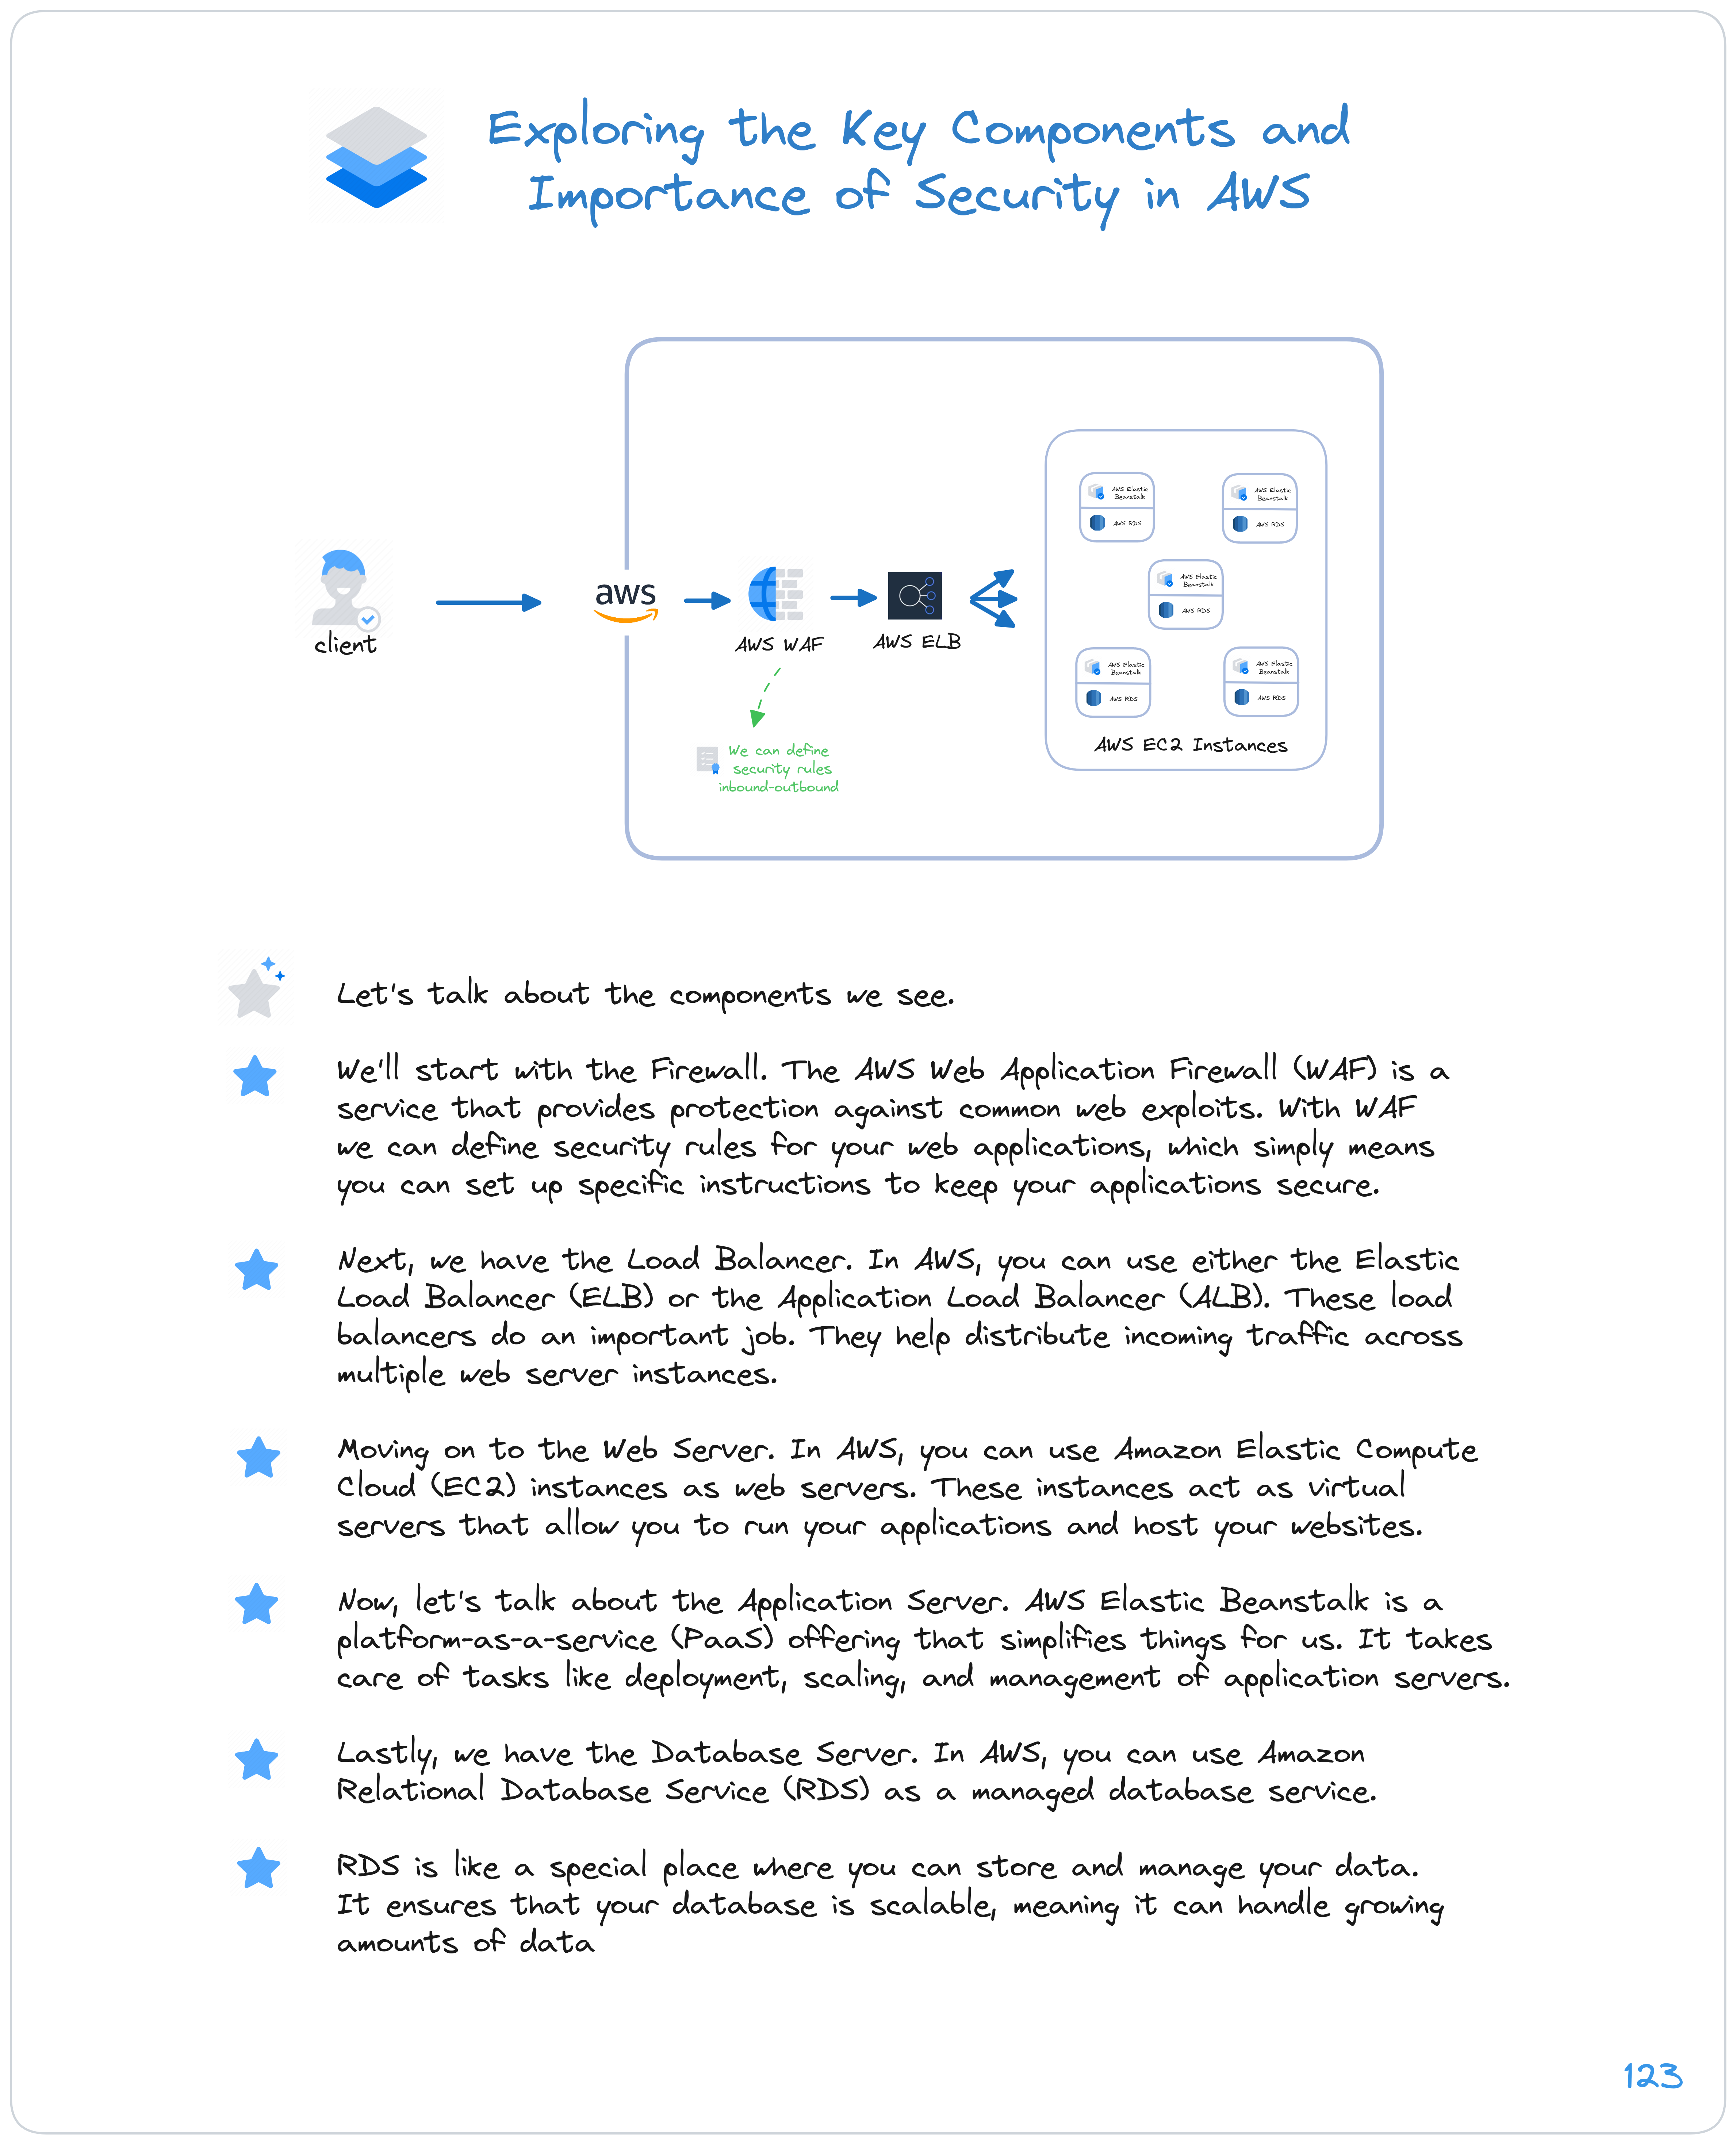 Exploring the Key Components and
Importance of Security in AWS
client
aws
AWS WAF
AWS ELB
We can define
security rules
inbound-outbound
AWS Elastic
Beanstalk
AWS RDS
AWS Elastic
Beanstalk
AWS RDS
AWS Elastic
Beanstalk
AWS RDS
AWS Elastic
Beanstalk
AWS RDS
AWS Elastic
Beanstalk
AWS RDS
AWS EC2 Instances
Let's talk about the components we see.
We'll start with the Firewall. The AWS Web Application Firewall (WAF) is a
service that provides protection against common web exploits. With WAF
we can define security rules for your web applications, which simply means
you can set up specific instructions to keep your applications secure.
Next, we have the Load Balancer. In AWS, you can use either the Elastic
Load Balancer (ELB) or the Application Load Balancer (ALB). These load
balancers do an important job. They help distribute incoming traffic across
multiple web server instances.
Moving on to the Web Server. In AWS, you can use Amazon Elastic Compute
Cloud (EC2) instances as web servers. These instances act as virtual
servers that allow you to run your applications and host your websites.
Now, let's talk about the Application Server. AWS Elastic Beanstalk is a
platform-as-a-service (PaaS) offering that simplifies things for us. It takes
care of tasks like deployment, scaling, and management of application servers.
Lastly, we have the Database Server. In AWS, you can use Amazon
Relational Database Service (RDS) as a managed database service.
RDS is like a special place where you can store and manage your data.
It ensures that your database is scalable, meaning it can handle growing
amounts of data
123